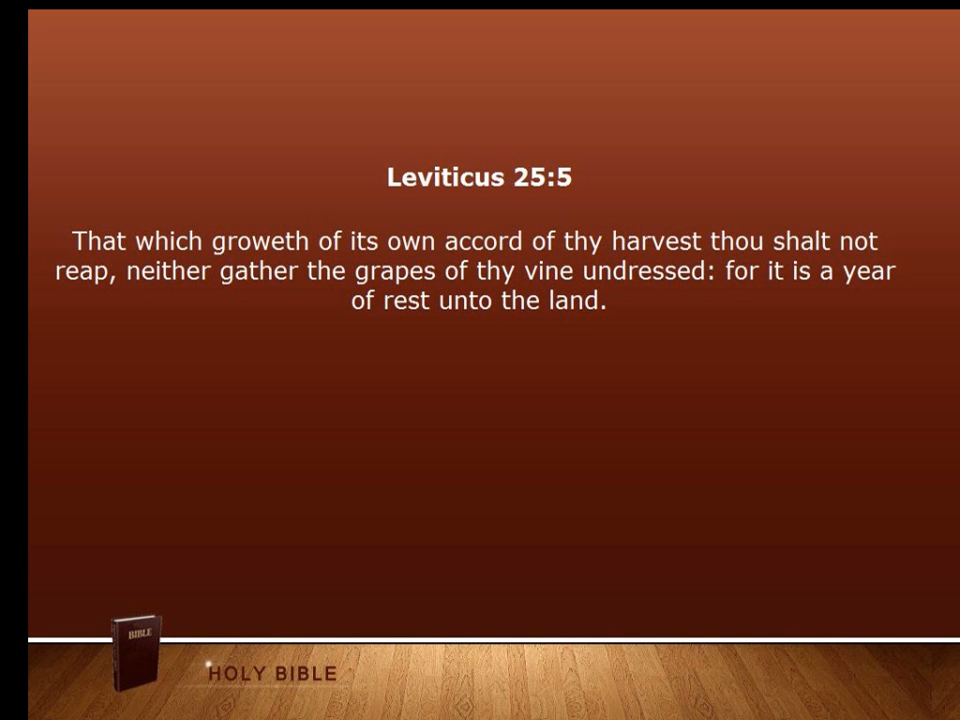 Leviticus 25:5
That which groweth of its own accord of thy harvest thou shalt not
reap, neither gather the grapes of thy vine undressed: for it is a year
of rest unto the land.
BIBLE
HOLY BIBLE